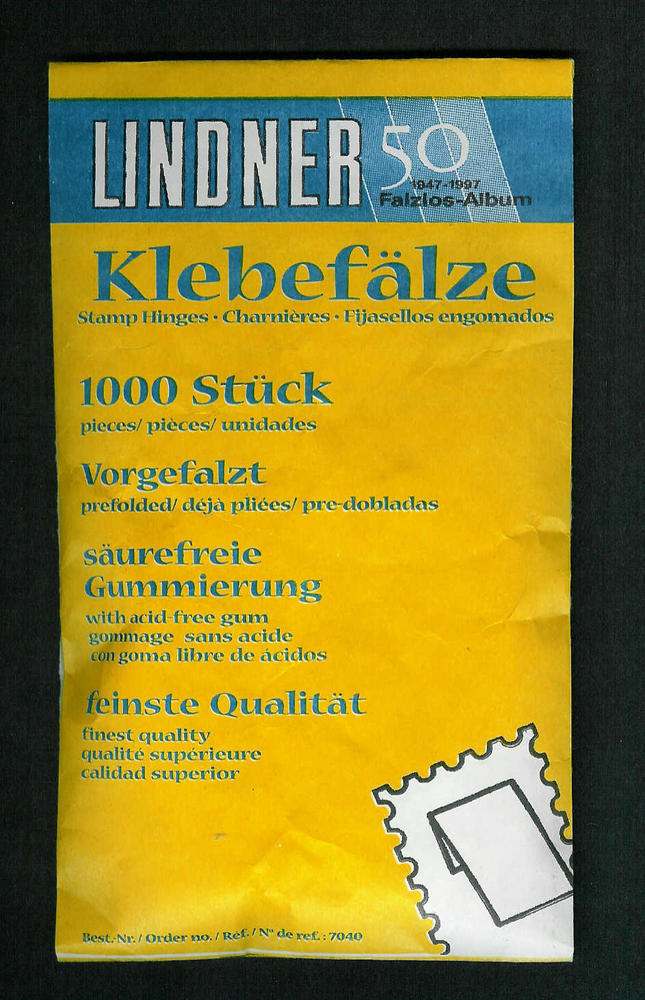 LINDNER 50
1947-1997
Falzlos-Album
Klebefälze
Stamp Hinges • Charnières • Fijasellos engomados
1000 Stück
pieces/ pièces/ unidades
Vorgefalzt
prefolded/ déjà pliées/ pre-dobladas
säurefreie
Gummierung
with acid-free gum
gommage sans acide
con goma libre de ácidos
feinste Qualität
finest quality
qualité supérieure
calidad superior
Best.-Nr. / Order no. / Réf. / N° de ref. : 7040